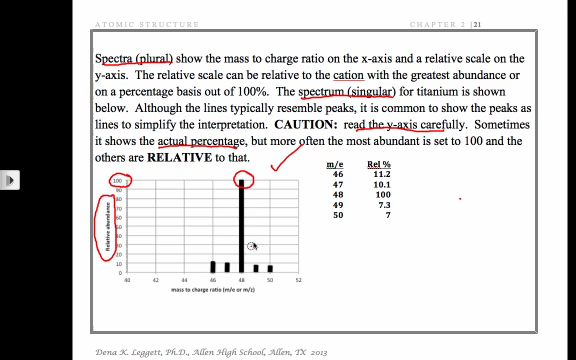 ATOMIC STRUCTURE CHAPTER 2 | 21
Spectra (plural) show the mass to charge ratio on the x-axis and a relative scale on the
y-axis. The relative scale can be relative to the cation with the greatest abundance or
on a percentage basis out of 100%. The spectrum (singular) for titanium is shown
below. Although the lines typically resemble peaks, it is common to show the peaks as
lines to simplify the interpretation. CAUTION: read the y-axis carefully. Sometimes
it shows the actual percentage, but more often the most abundant is set to 100 and the
others are RELATIVE to that.
m/e Rel %
46 11.2
47 10.1
48 100
49 7.3
50 7
Relative abundance
100
90
80
70
60
50
40
30
20
10
0
40 42 44 46 48 50 52
mass to charge ratio (m/e or m/z)
Dena K. Leggett, Ph.D., Allen High School, Allen, TX 2013